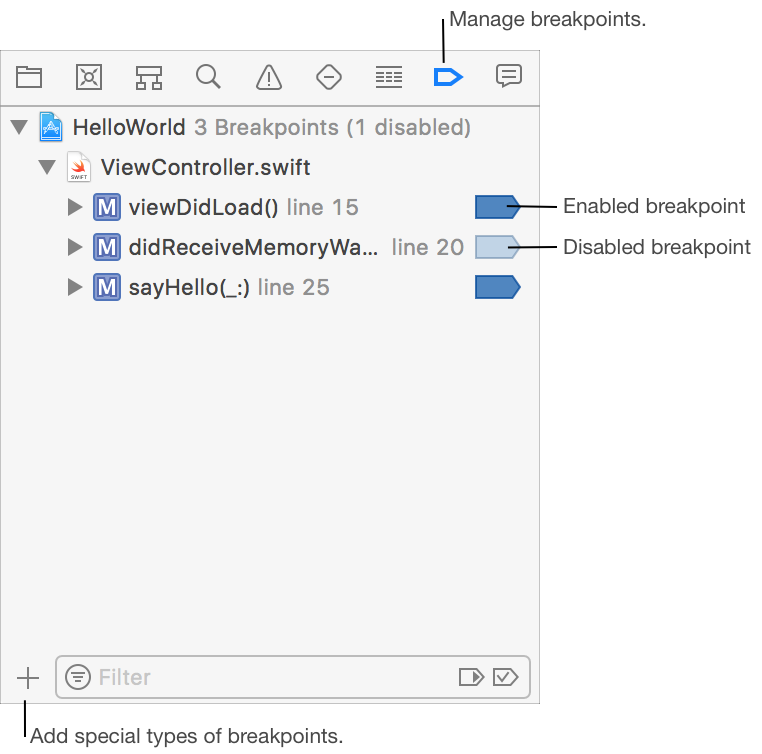 Manage breakpoints.
HelloWorld 3 Breakpoints (1 disabled)
SWIFT ViewController.swift
M viewDidLoad() line 15
Enabled breakpoint
M didReceiveMemoryWa... line 20
Disabled breakpoint
M sayHello(_:) line 25
Filter
Add special types of breakpoints.